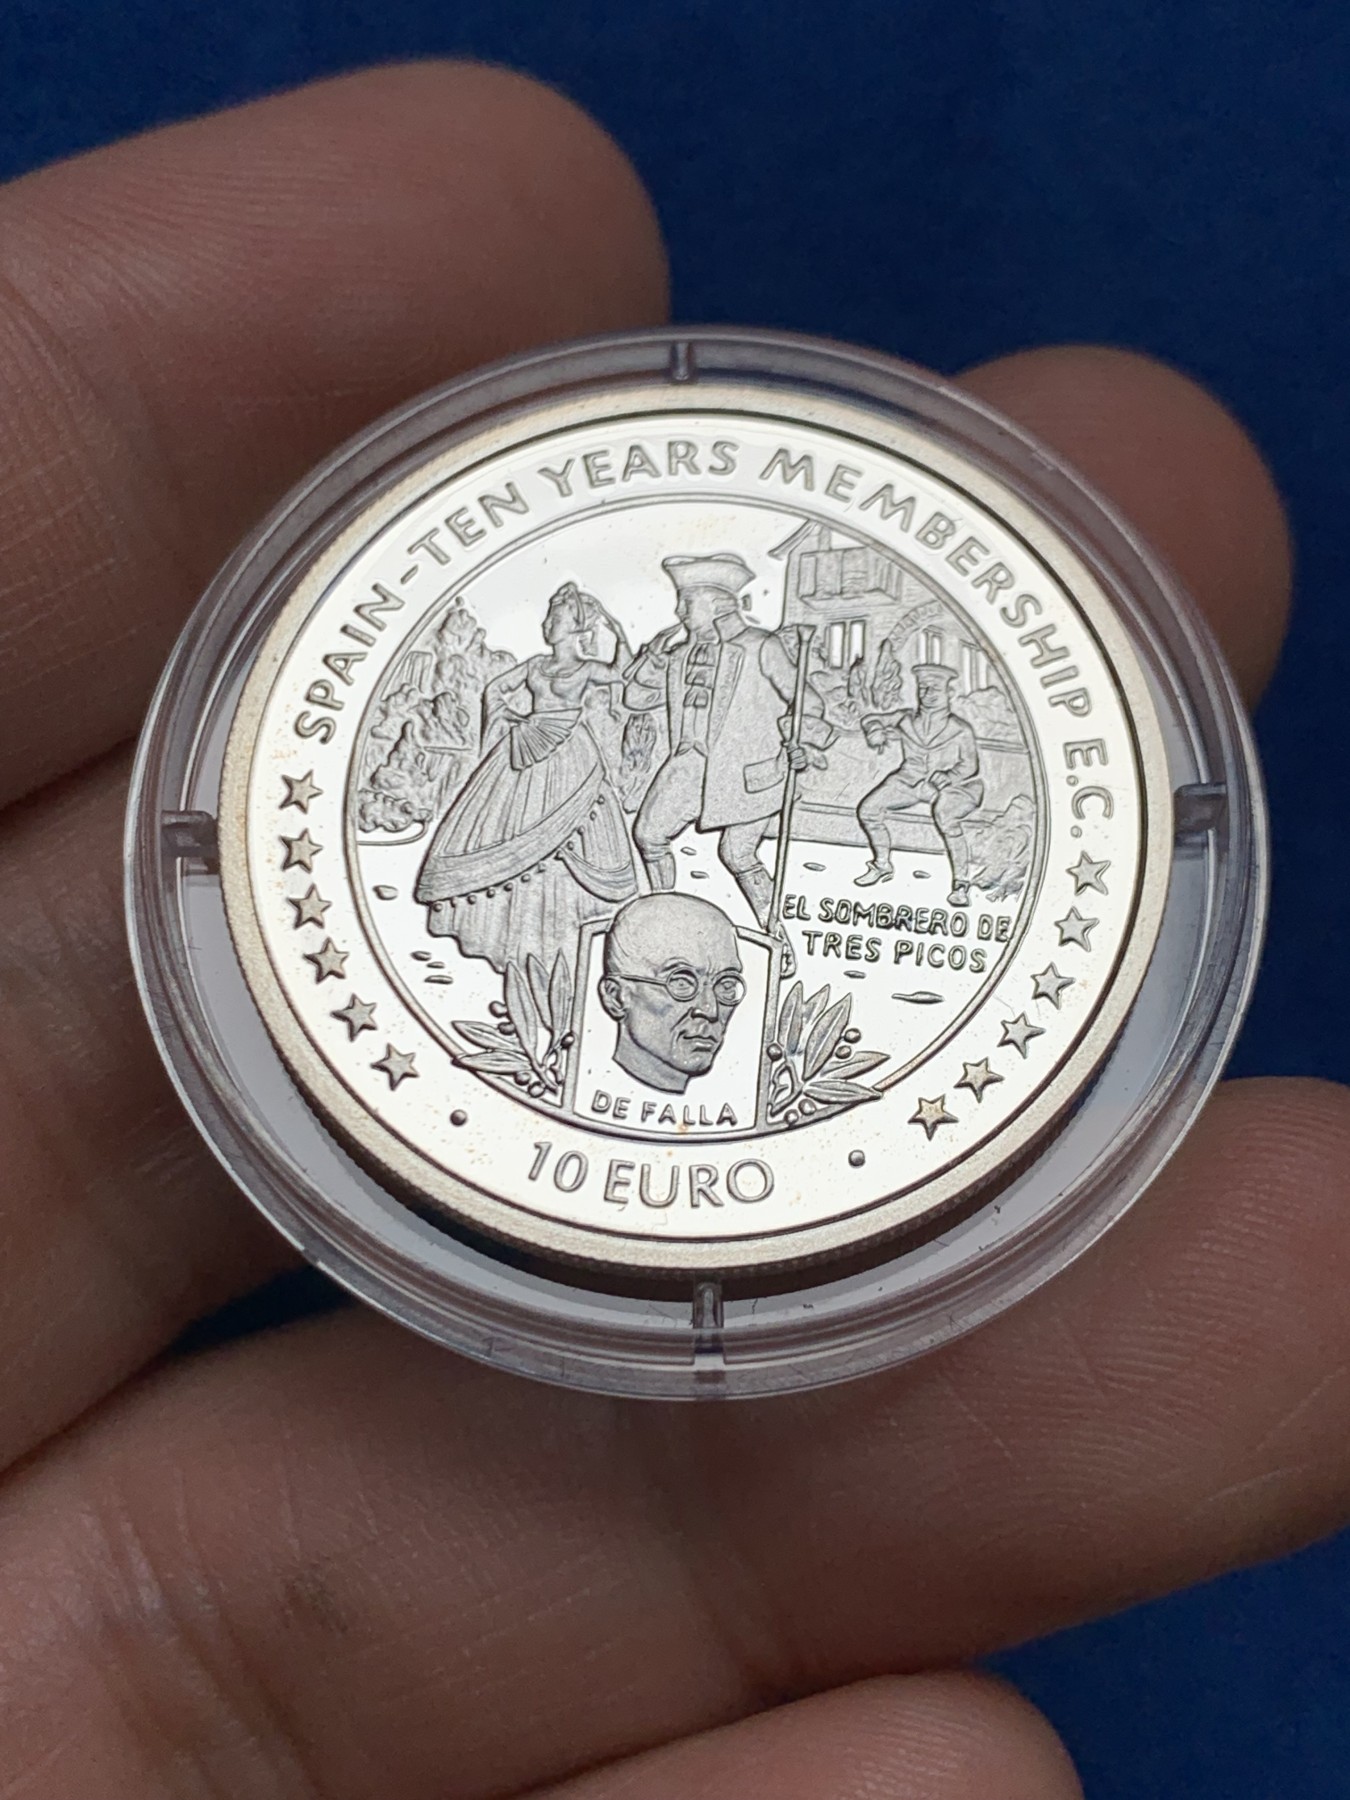 SPAIN-TEN YEARS MEMBERSHIP E.C.
EL SOMBRERO DE
TRES PICOS
DE FALLA
10 EURO